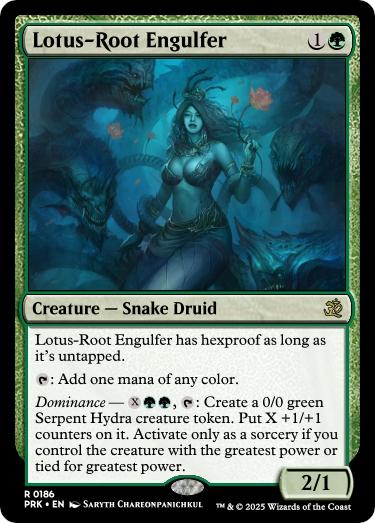 Lotus-Root Engulfer 1
Creature — Snake Druid
Lotus-Root Engulfer has hexproof as long as
it's untapped.
: Add one mana of any color.
Dominance — X, : Create a 0/0 green
Serpent Hydra creature token. Put X +1/+1
counters on it. Activate only as a sorcery if you
control the creature with the greatest power or
tied for greatest power.
2/1
R 0186
PRK • EN SARYTH CHAREONPANICHKUL
™ & © 2025 Wizards of the Coast